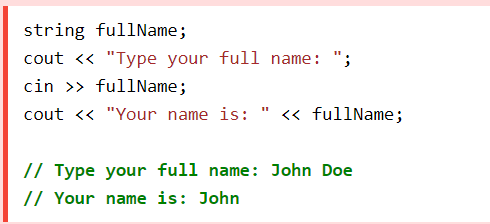 string fullName;
cout << "Type your full name: ";
cin >> fullName;
cout << "Your name is: " << fullName;
// Type your full name: John Doe
// Your name is: John